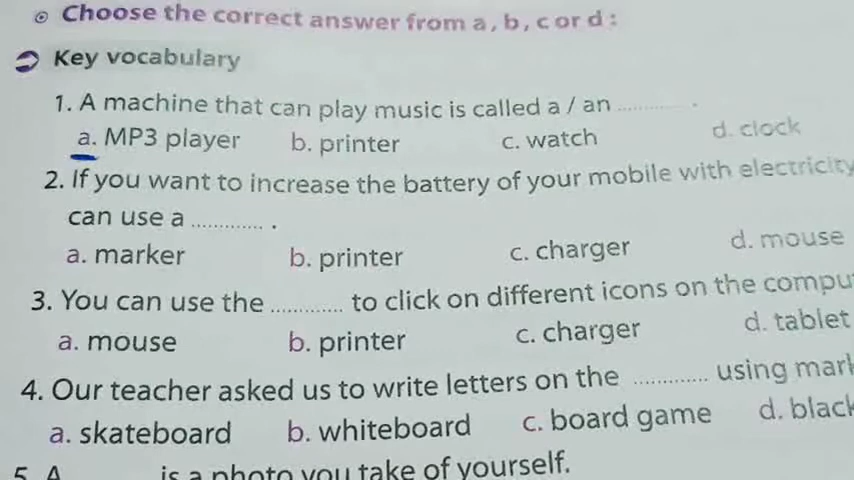 Choose the correct answer from a, b, c or d :
Key vocabulary
1. A machine that can play music is called a / an ............ .
a. MP3 player b. printer c. watch d. clock
2. If you want to increase the battery of your mobile with electricity
can use a ............. .
a. marker b. printer c. charger d. mouse
3. You can use the ............. to click on different icons on the compu
a. mouse b. printer c. charger d. tablet
4. Our teacher asked us to write letters on the ............. using mark
a. skateboard b. whiteboard c. board game d. black
5. A is a photo you take of yourself.